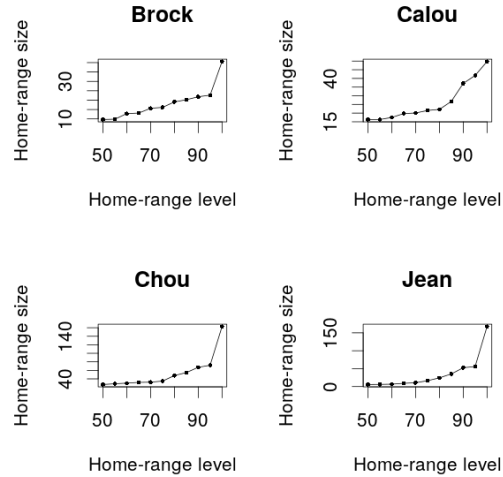 Brock
Home-range size
10 30
50 70 90
Home-range level
Calou
Home-range size
15 40
50 70 90
Home-range level
Chou
Home-range size
40 140
50 70 90
Home-range level
Jean
Home-range size
0 150
50 70 90
Home-range level